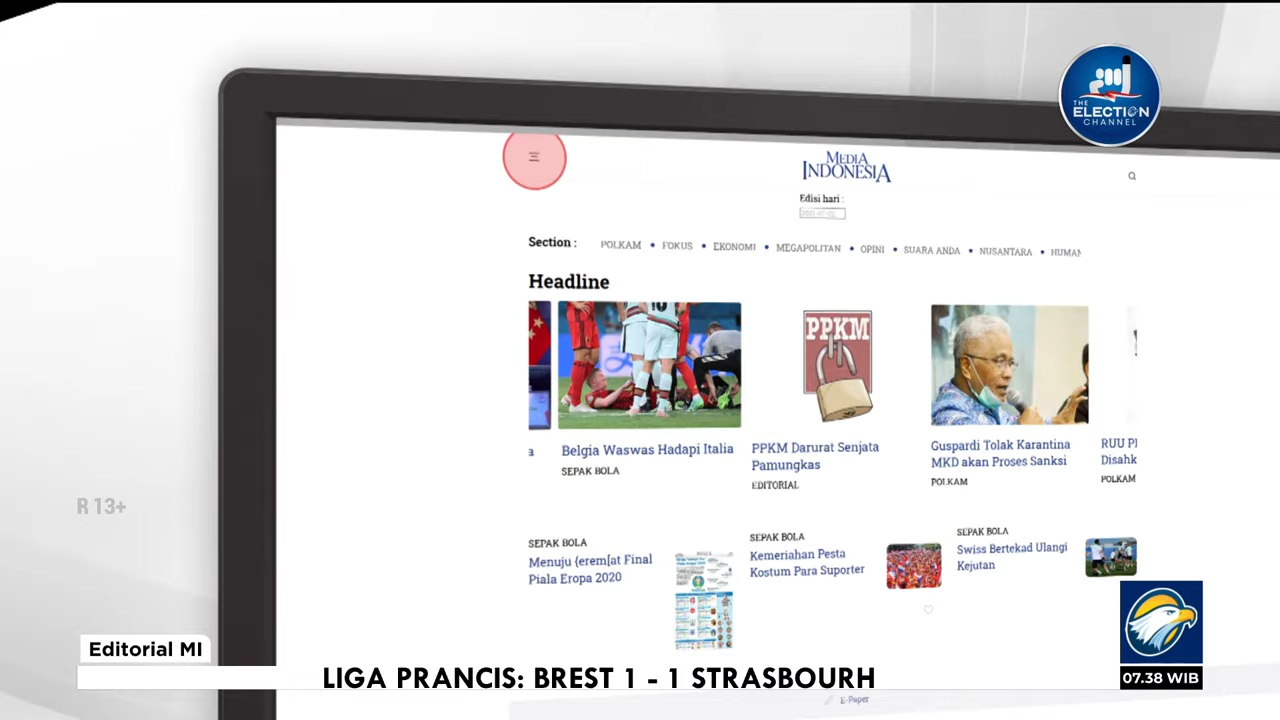 THE
ELECTION
CHANNEL
MEDIA
INDONESIA
Edisi hari :
Section :
POLKAM • FOKUS • EKONOMI • MEGAPOLITAN • OPINI • SUARA ANDA • NUSANTARA • HUMAN
Headline
PPKM
a
Belgia Waswas Hadapi Italia
SEPAK BOLA
PPKM Darurat Senjata
Pamungkas
EDITORIAL
Guspardi Tolak Karantina
MKD akan Proses Sanksi
POLKAM
RUU P
Disahk
POLKAM
R 13+
SEPAK BOLA
Menuju {erem[at Final
Piala Eropa 2020
SEPAK BOLA
Kemeriahan Pesta
Kostum Para Suporter
SEPAK BOLA
Swiss Bertekad Ulangi
Kejutan
Editorial MI
LIGA PRANCIS: BREST 1 - 1 STRASBOURH
07.38 WIB
E-Paper